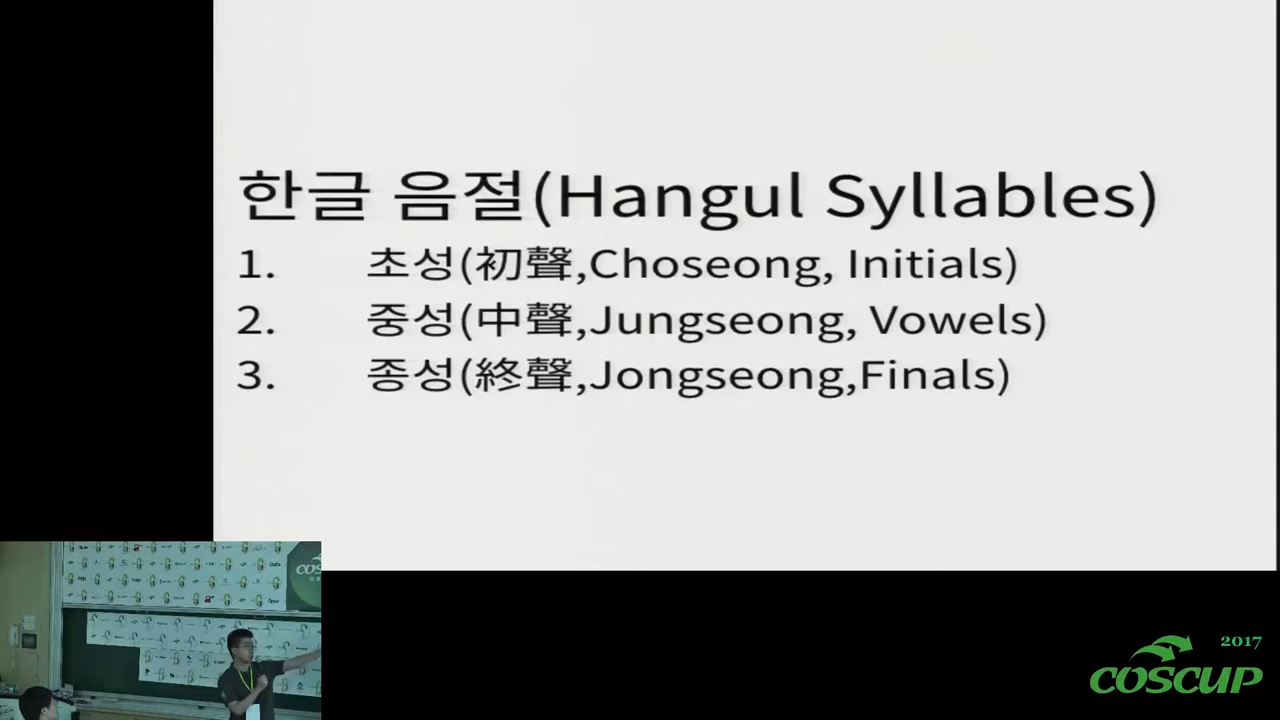 한글 음절(Hangul Syllables)
1. 초성(初聲,Choseong, Initials)
2. 중성(中聲,Jungseong, Vowels)
3. 종성(終聲,Jongseong,Finals)
2017
COSCUP